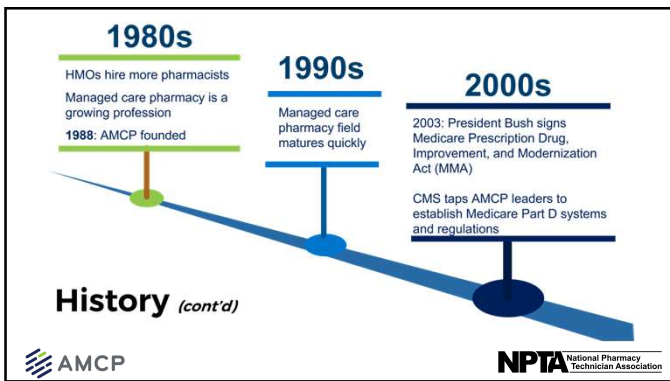 1980s
HMOs hire more pharmacists
Managed care pharmacy is a
growing profession
1988: AMCP founded
1990s
Managed care
pharmacy field
matures quickly
2000s
2003: President Bush signs
Medicare Prescription Drug,
Improvement, and Modernization
Act (MMA)
CMS taps AMCP leaders to
establish Medicare Part D systems
and regulations
History (cont'd)
AMCP
NPTA National Pharmacy
Technician Association